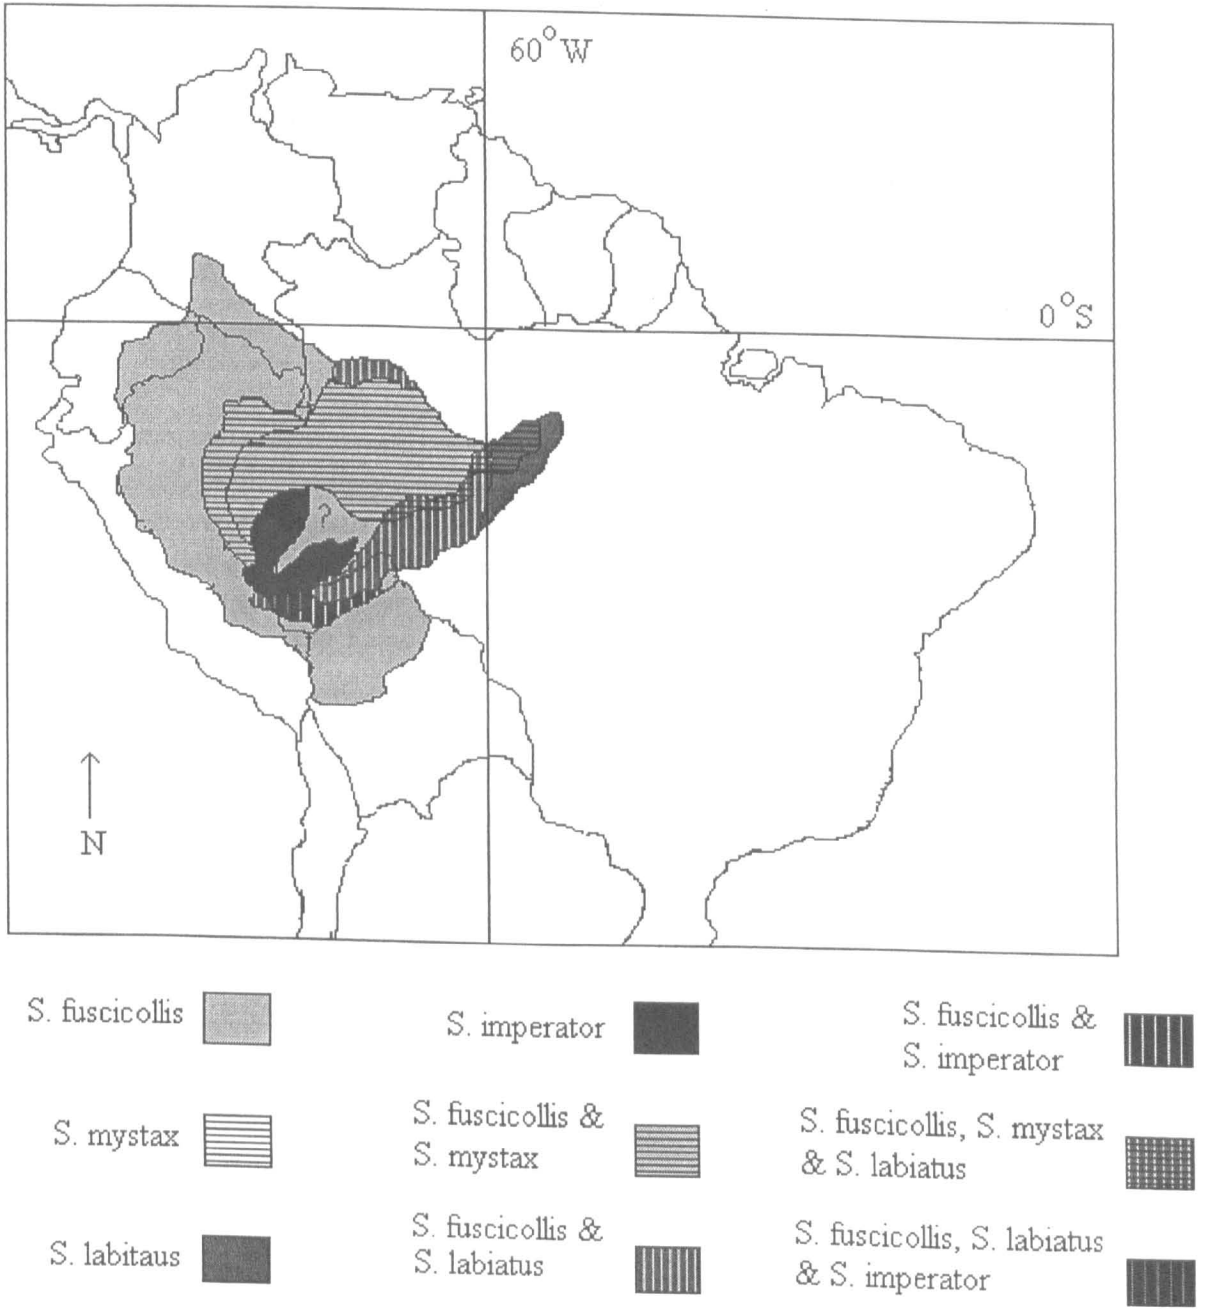 60°W
0°S
?
N
S. fuscicollis
S. imperator
S. fuscicollis &
S. imperator
S. mystax
S. fuscicollis &
S. mystax
S. fuscicollis, S. mystax
& S. labiatus
S. labitaus
S. fuscicollis &
S. labiatus
S. fuscicollis, S. labiatus
& S. imperator